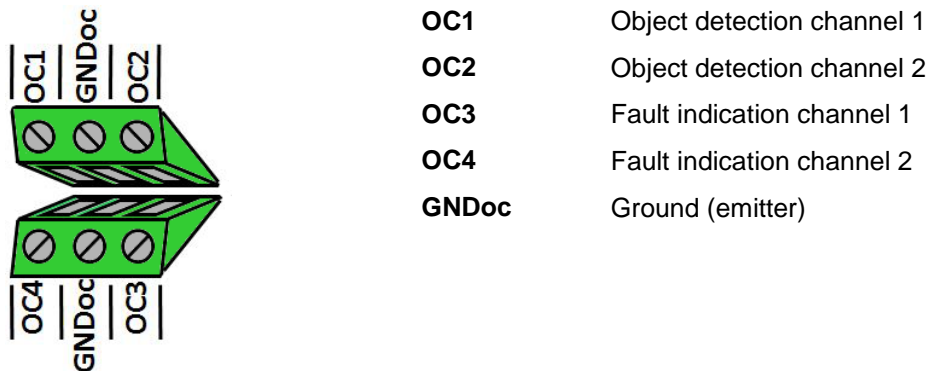 OC1 GNDoc OC2
OC4 GNDoc OC3
OC1 Object detection channel 1
OC2 Object detection channel 2
OC3 Fault indication channel 1
OC4 Fault indication channel 2
GNDoc Ground (emitter)